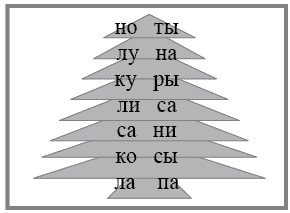 но ты
лу на
ку ры
ли са
са ни
ко сы
ла па